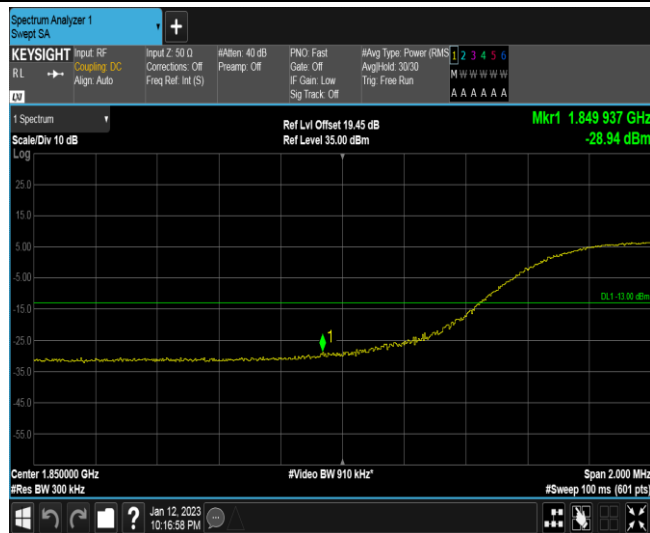 Spectrum Analyzer 1
Swept SA
+
KEYSIGHT
RL
Input: RF
Coupling: DC
Align: Auto
Input Z: 50 Ω
Corrections: Off
Freq Ref: Int (S)
#Atten: 40 dB
Preamp: Off
PNO: Fast
Gate: Off
IF Gain: Low
Sig Track: Off
#Avg Type: Power (RMS
Avg|Hold: 30/30
Trig: Free Run
1 2 3 4 5 6
M W W W W W
A A A A A A
LXI
1 Spectrum
Scale/Div 10 dB
Ref Lvl Offset 19.45 dB
Ref Level 35.00 dBm
Mkr1 1.849 937 GHz
-28.94 dBm
Log
25.0
15.0
5.00
-5.00
DL1 -13.00 dBm
-15.0
1
-25.0
-35.0
-45.0
-55.0
Center 1.850000 GHz
#Video BW 910 kHz*
Span 2.000 MHz
#Res BW 300 kHz
#Sweep 100 ms (601 pts)
?
Jan 12, 2023
10:16:58 PM